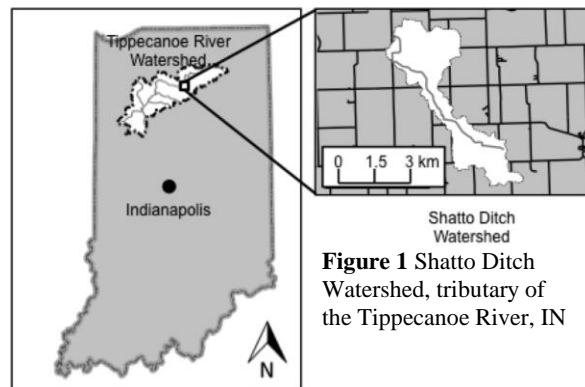 Tippecanoe River
Watershed
Indianapolis
N
0 1.5 3 km
Shatto Ditch
Watershed
Figure 1 Shatto Ditch
Watershed, tributary of
the Tippecanoe River, IN